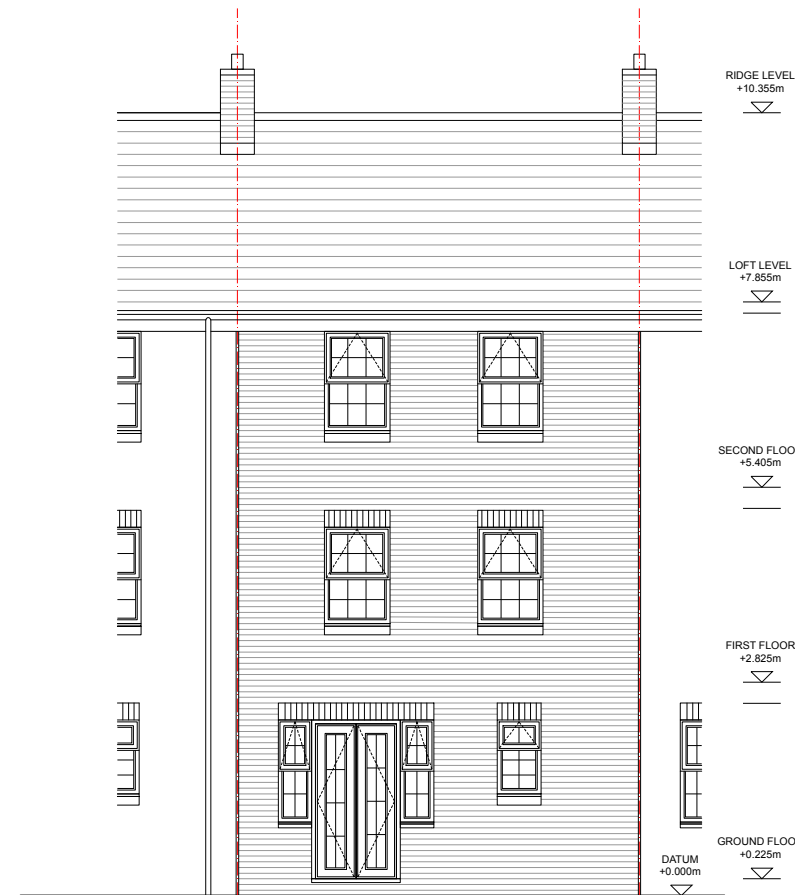 RIDGE LEVEL
+10.355m
LOFT LEVEL
+7.855m
SECOND FLOO
+5.405m
FIRST FLOOR
+2.825m
GROUND FLOO
+0.225m
DATUM
+0.000m